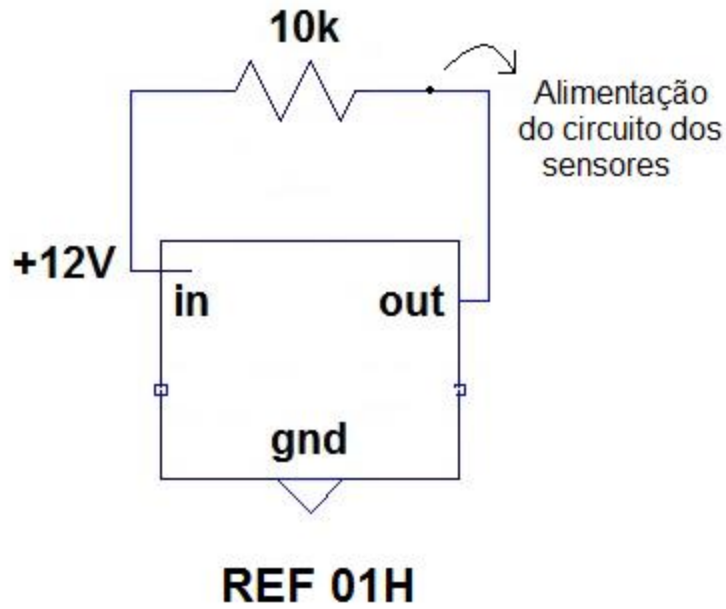 10k
Alimentação
do circuito dos
sensores
+12V
in
out
gnd
REF 01H